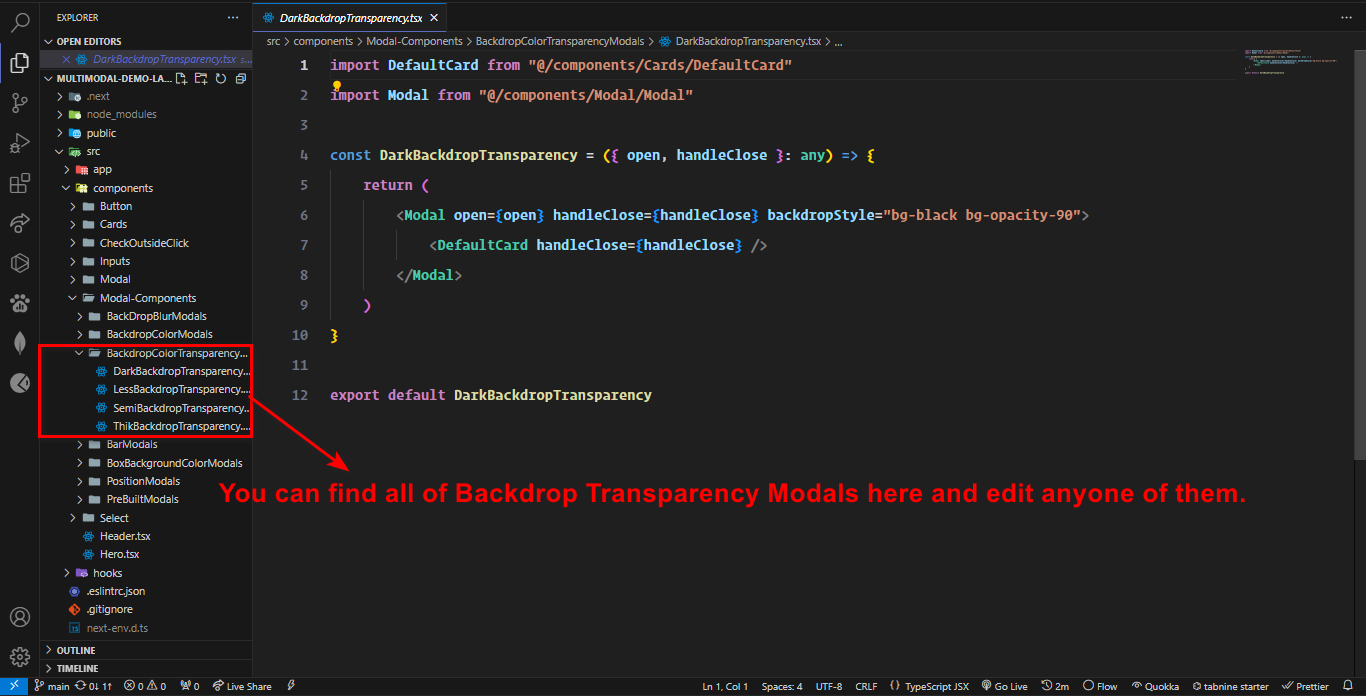 EXPLORER
···
OPEN EDITORS
DarkBackdropTransparency.tsx s...
MULTIMODAL-DEMO-LA...
.next
node_modules
public
src
app
components
Button
Cards
CheckOutsideClick
Inputs
Modal
Modal-Components
BackDropBlurModals
BackdropColorModals
BackdropColorTransparency...
DarkBackdropTransparency....
LessBackdropTransparency....
SemiBackdropTransparency...
ThikBackdropTransparency....
BarModals
BoxBackgroundColorModals
PositionModals
PreBuiltModals
Select
Header.tsx
Hero.tsx
hooks
.eslintrc.json
.gitignore
next-env.d.ts
OUTLINE
TIMELINE
DarkBackdropTransparency.tsx
src > components > Modal-Components > BackdropColorTransparencyModals > DarkBackdropTransparency.tsx > ...
1 import DefaultCard from "@/components/Cards/DefaultCard"
2 import Modal from "@/components/Modal/Modal"
3
4 const DarkBackdropTransparency = ({ open, handleClose }: any) => {
5 return (
6 <Modal open={open} handleClose={handleClose} backdropStyle="bg-black bg-opacity-90">
7 <DefaultCard handleClose={handleClose} />
8 </Modal>
9 )
10 }
11
12 export default DarkBackdropTransparency
You can find all of Backdrop Transparency Modals here and edit anyone of them.
main 0↓ 1↑ 0 0 0 Live Share Ln 1, Col 1 Spaces: 4 UTF-8 CRLF {} TypeScript JSX Go Live 2m Flow Quokka tabnine starter Prettier